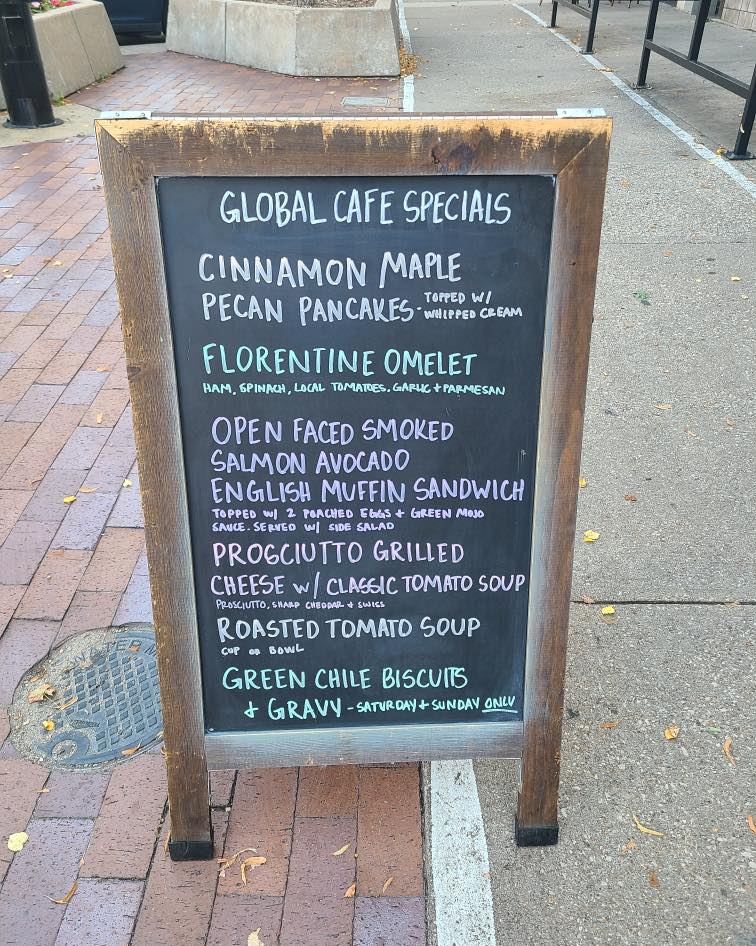 GLOBAL CAFE SPECIALS
CINNAMON MAPLE
PECAN PANCAKES - TOPPED W/
WHIPPED CREAM
FLORENTINE OMELET
HAM, SPINACH, LOCAL TOMATOES, GARLIC + PARMESAN
OPEN FACED SMOKED
SALMON AVOCADO
ENGLISH MUFFIN SANDWICH
TOPPED W/ 2 POACHED EGGS + GREEN MOJO
SAUCE. SERVED W/ SIDE SALAD
PROSCIUTTO GRILLED
CHEESE W/ CLASSIC TOMATO SOUP
PROSCIUTTO, SHARP CHEDDAR + SWISS
ROASTED TOMATO SOUP
CUP OR BOWL
GREEN CHILE BISCUITS
+ GRAVY - SATURDAY + SUNDAY ONLY
WATER